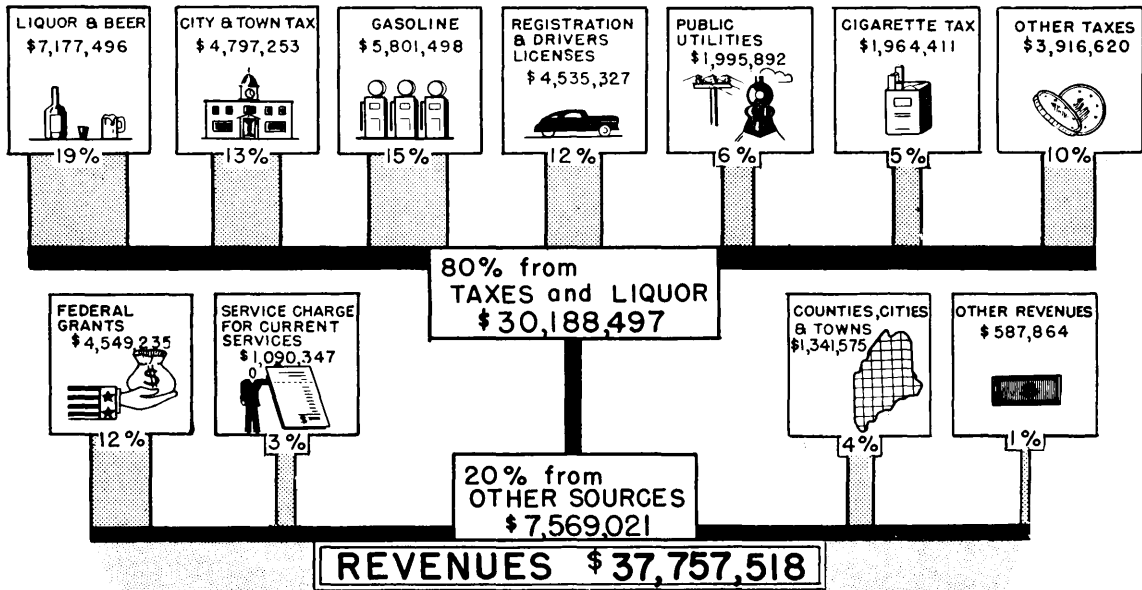 LIQUOR & BEER
$7,177,496
19%
CITY & TOWN TAX
$4,797,253
13%
GASOLINE
$5,801,498
15%
REGISTRATION
& DRIVERS
LICENSES
$4,535,327
12%
PUBLIC
UTILITIES
$1,995,892
6%
CIGARETTE TAX
$1,964,411
5%
OTHER TAXES
$3,916,620
10%
80% from
TAXES and LIQUOR
$30,188,497
FEDERAL
GRANTS
$4,549,235
$
12%
SERVICE CHARGE
FOR CURRENT
SERVICES
$1,090,347
3%
COUNTIES, CITIES
& TOWNS
$1,341,575
4%
OTHER REVENUES
$587,864
1%
20% from
OTHER SOURCES
$7,569,021
REVENUES $37,757,518